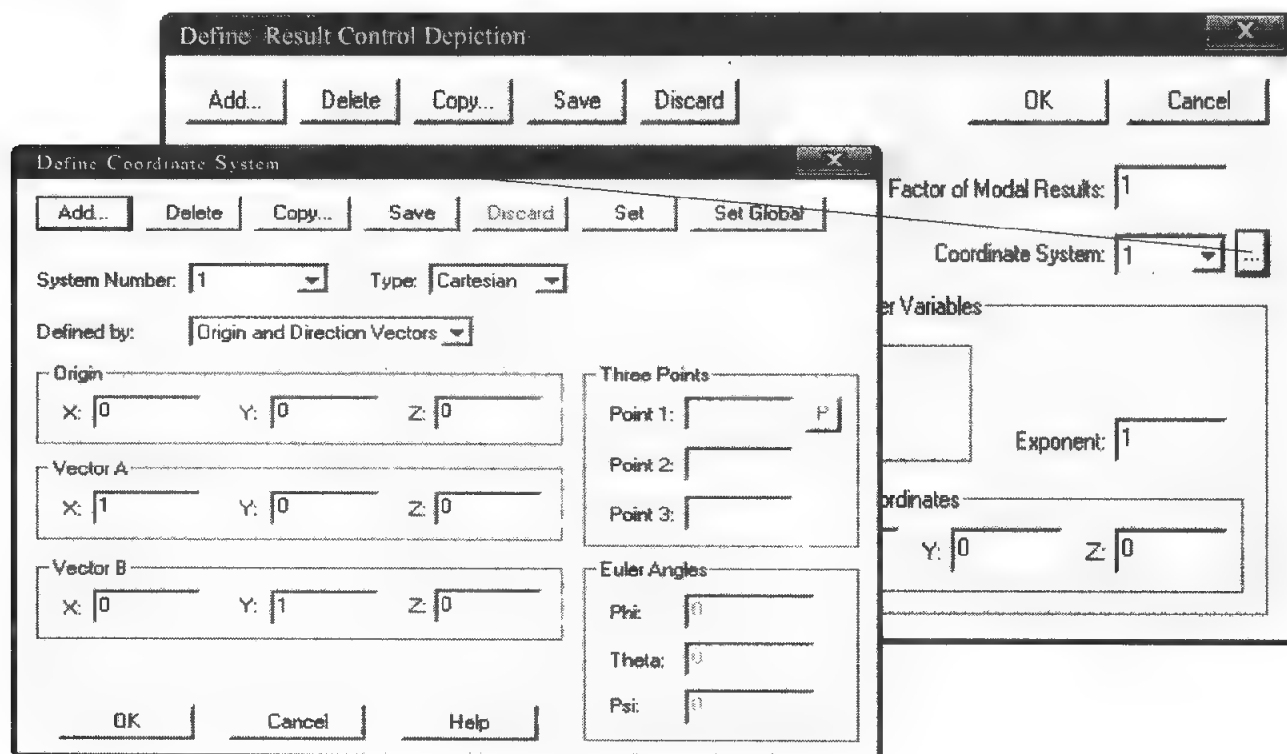 Define Result Control Depiction
X
Add... Delete Copy... Save Discard OK Cancel
Factor of Modal Results: 1
Coordinate System: 1 ...
er Variables
Exponent: 1
ordinates
Y: 0 Z: 0
Define Coordinate System
X
Add... Delete Copy... Save Discard Set Set Global
System Number: 1 Type: Cartesian
Defined by: Origin and Direction Vectors
Origin
X: 0 Y: 0 Z: 0
Vector A
X: 1 Y: 0 Z: 0
Vector B
X: 0 Y: 1 Z: 0
Three Points
Point 1: P
Point 2:
Point 3:
Euler Angles
Phi: 0
Theta: 0
Psi: 0
OK Cancel Help